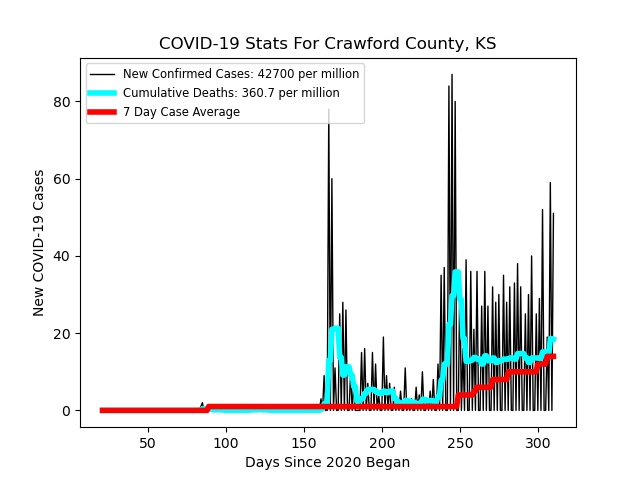 COVID-19 Stats For Crawford County, KS
New Confirmed Cases: 42700 per million
Cumulative Deaths: 360.7 per million
7 Day Case Average
New COVID-19 Cases
80
60
40
20
0
50 100 150 200 250 300
Days Since 2020 Began